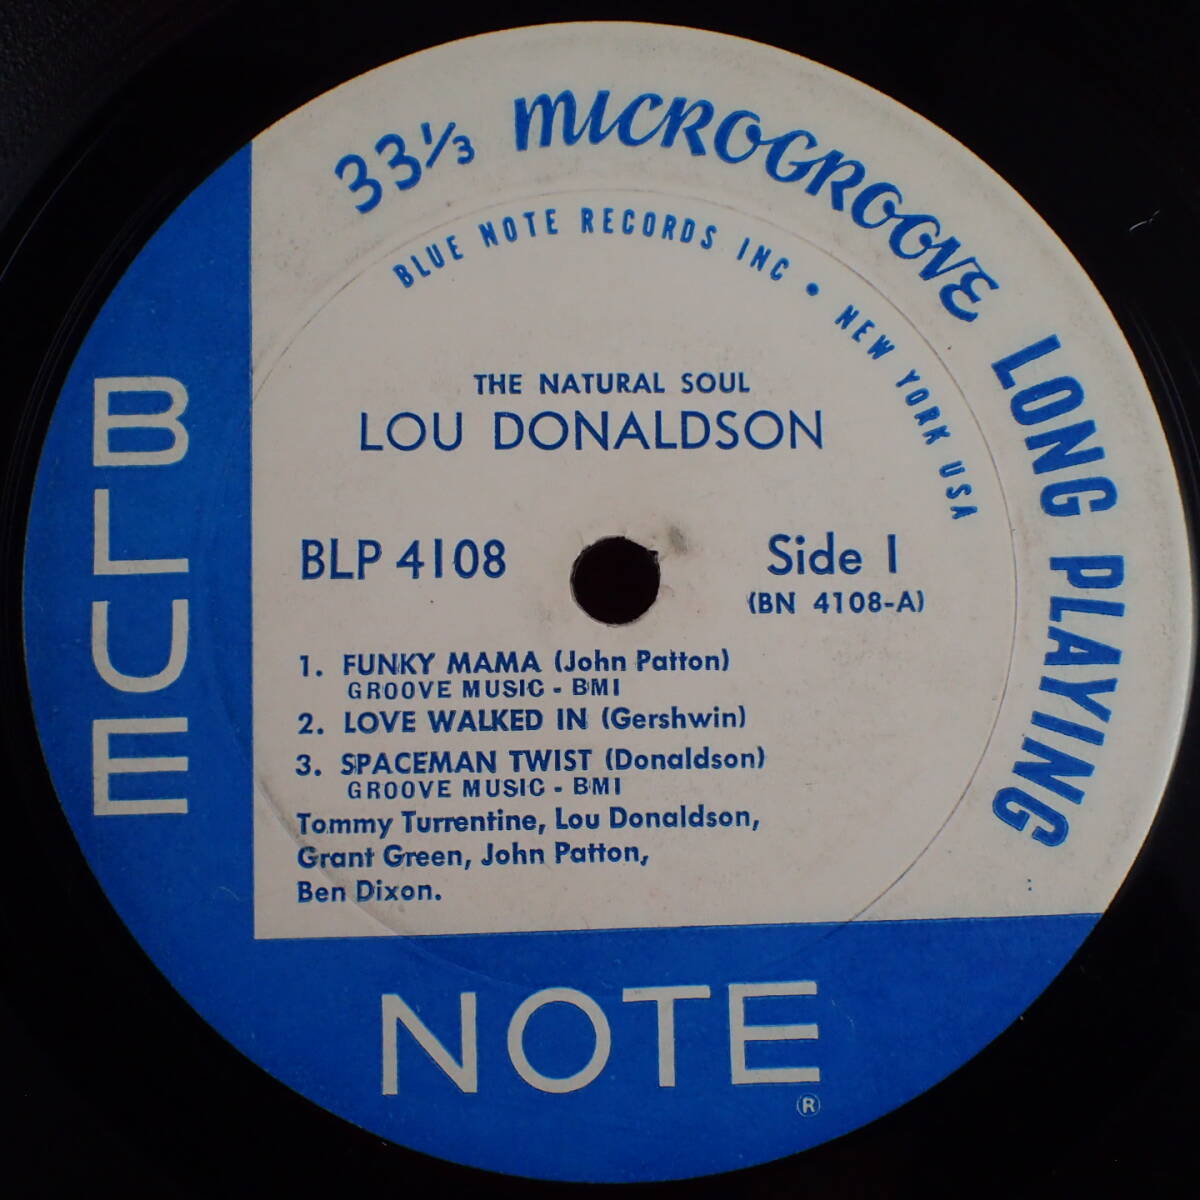 33⅓ MICROGROOVE LONG PLAYING
BLUE NOTE RECORDS INC • NEW YORK USA
THE NATURAL SOUL
LOU DONALDSON
BLP 4108
Side 1
(BN 4108-A)
1. FUNKY MAMA (John Patton)
GROOVE MUSIC - BMI
2. LOVE WALKED IN (Gershwin)
3. SPACEMAN TWIST (Donaldson)
GROOVE MUSIC - BMI
Tommy Turrentine, Lou Donaldson,
Grant Green, John Patton,
Ben Dixon.
BLUE
NOTE
®